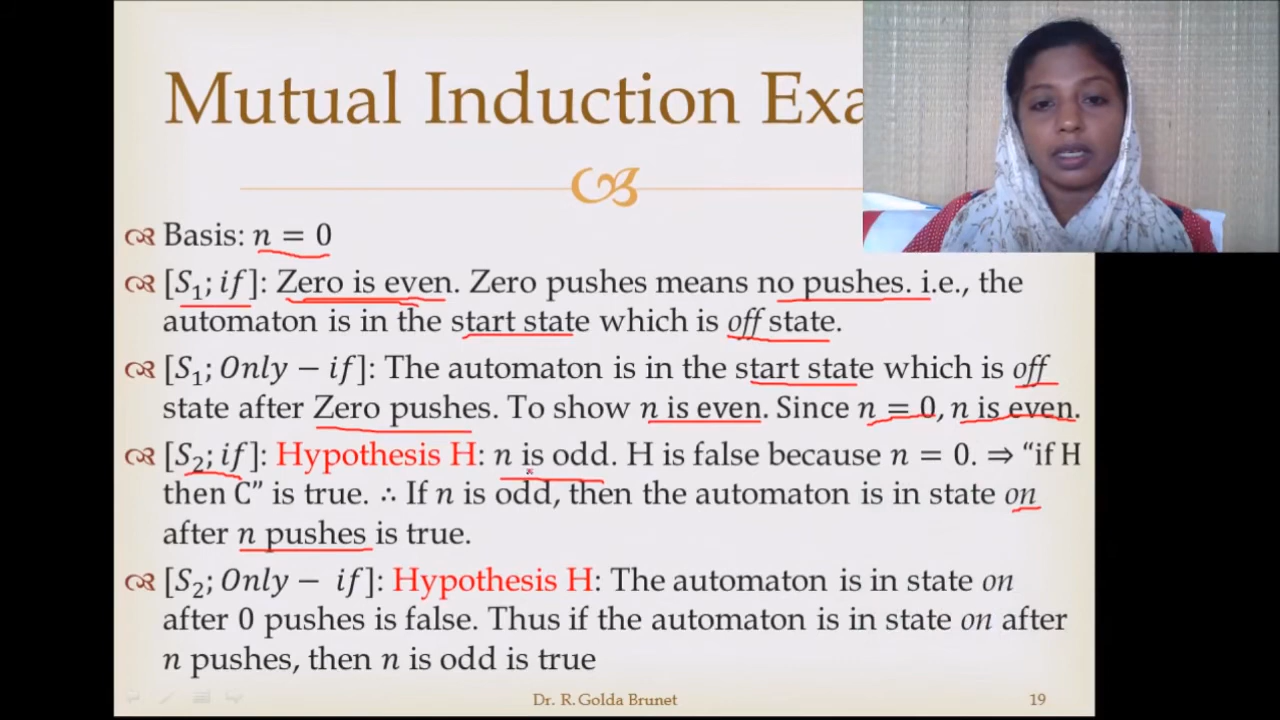 Mutual Induction Exa
Basis: n = 0
[S₁; if]: Zero is even. Zero pushes means no pushes. i.e., the
automaton is in the start state which is off state.
[S₁; Only − if]: The automaton is in the start state which is off
state after Zero pushes. To show n is even. Since n = 0, n is even.
[S₂; if]: Hypothesis H: n is odd. H is false because n = 0. ⇒ “if H
then C” is true. ∴ If n is odd, then the automaton is in state on
after n pushes is true.
[S₂; Only − if]: Hypothesis H: The automaton is in state on
after 0 pushes is false. Thus if the automaton is in state on after
n pushes, then n is odd is true
Dr. R.Golda Brunet 19